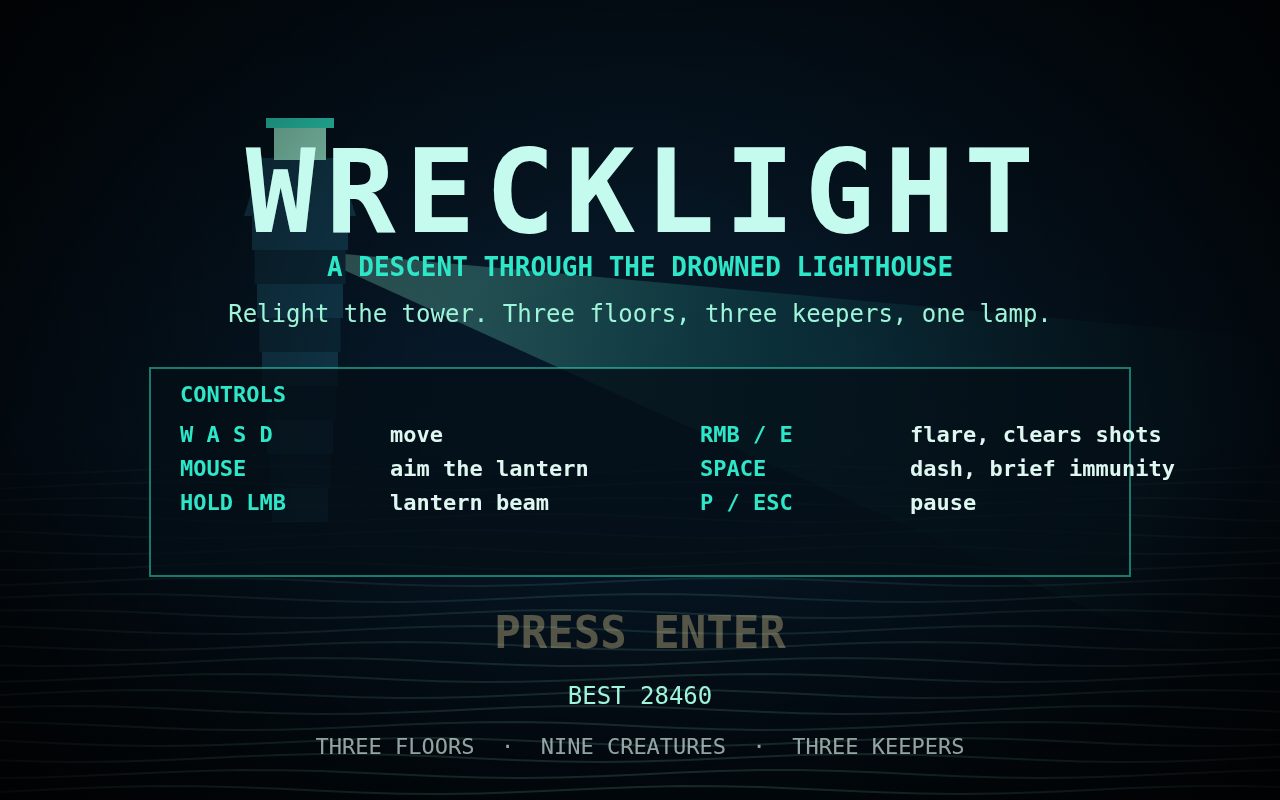 WRECKLIGHT
A DESCENT THROUGH THE DROWNED LIGHTHOUSE
Relight the tower. Three floors, three keepers, one lamp.
CONTROLS
W A S D move RMB / E flare, clears shots
MOUSE aim the lantern SPACE dash, brief immunity
HOLD LMB lantern beam P / ESC pause
PRESS ENTER
BEST 28460
THREE FLOORS · NINE CREATURES · THREE KEEPERS